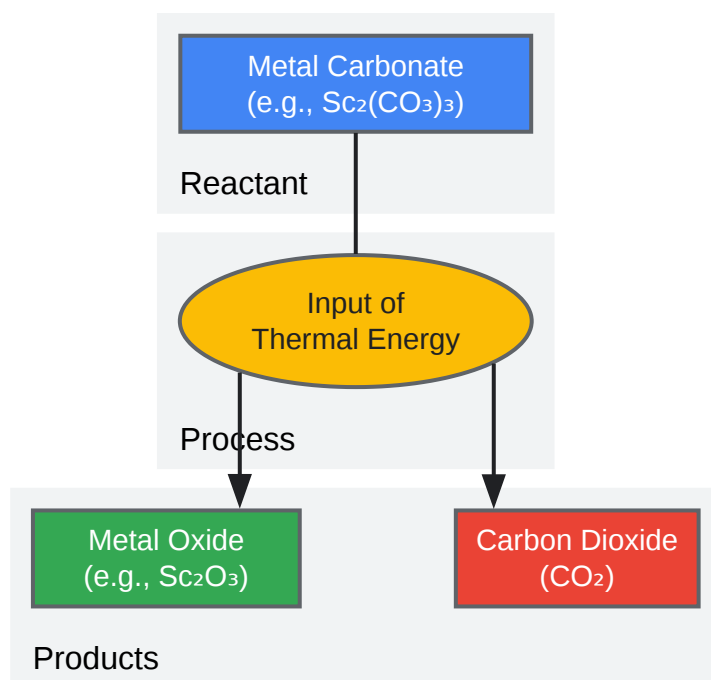 Metal Carbonate
(e.g., Sc₂(CO₃)₃)
Reactant
Input of
Thermal Energy
Process
Metal Oxide
(e.g., Sc₂O₃)
Carbon Dioxide
(CO₂)
Products